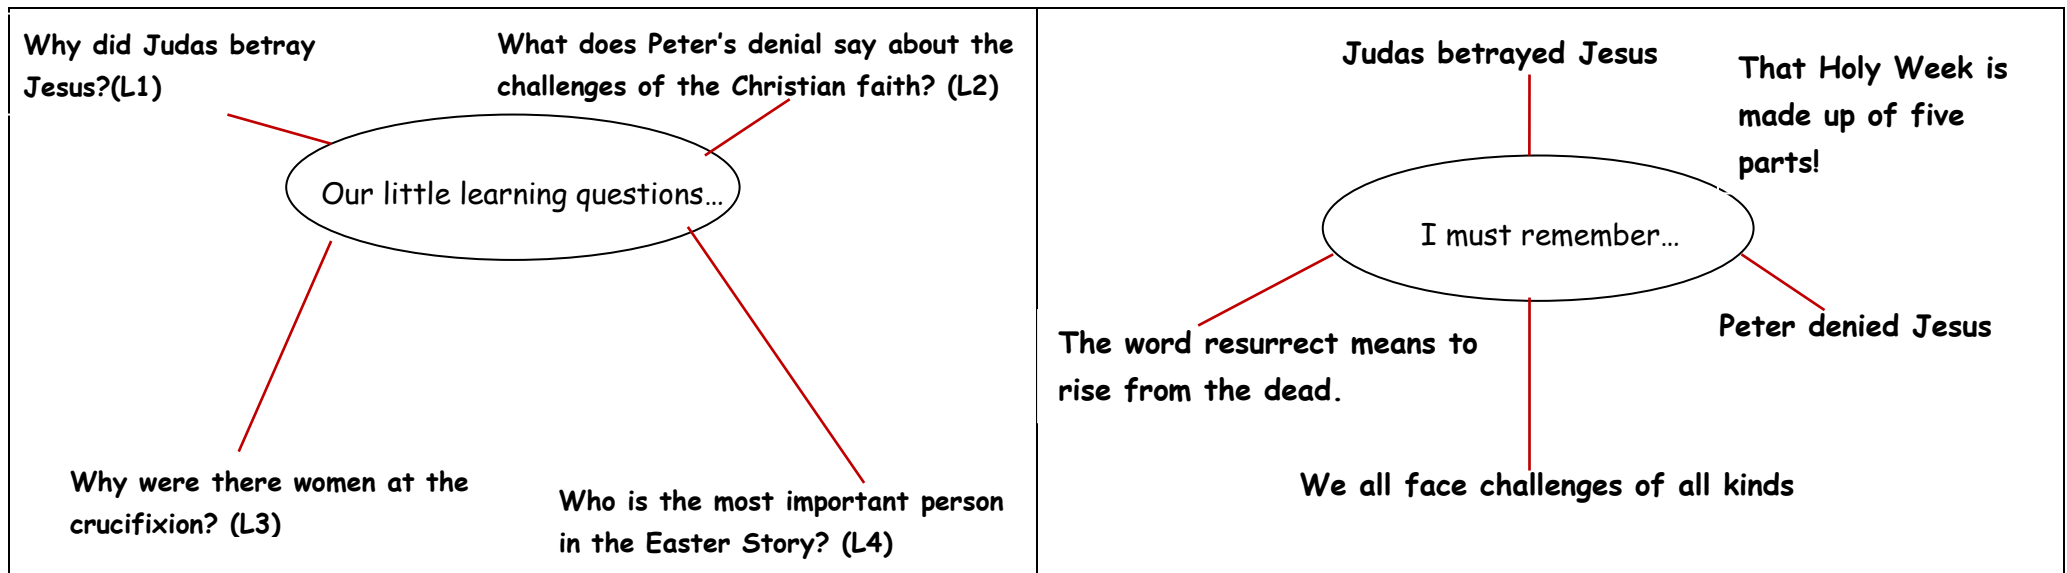 Why did Judas betray
Jesus?(L1)
What does Peter’s denial say about the
challenges of the Christian faith? (L2)
Our little learning questions…
Why were there women at the
crucifixion? (L3)
Who is the most important person
in the Easter Story? (L4)
Judas betrayed Jesus
That Holy Week is
made up of five
parts!
I must remember…
Peter denied Jesus
The word resurrect means to
rise from the dead.
We all face challenges of all kinds